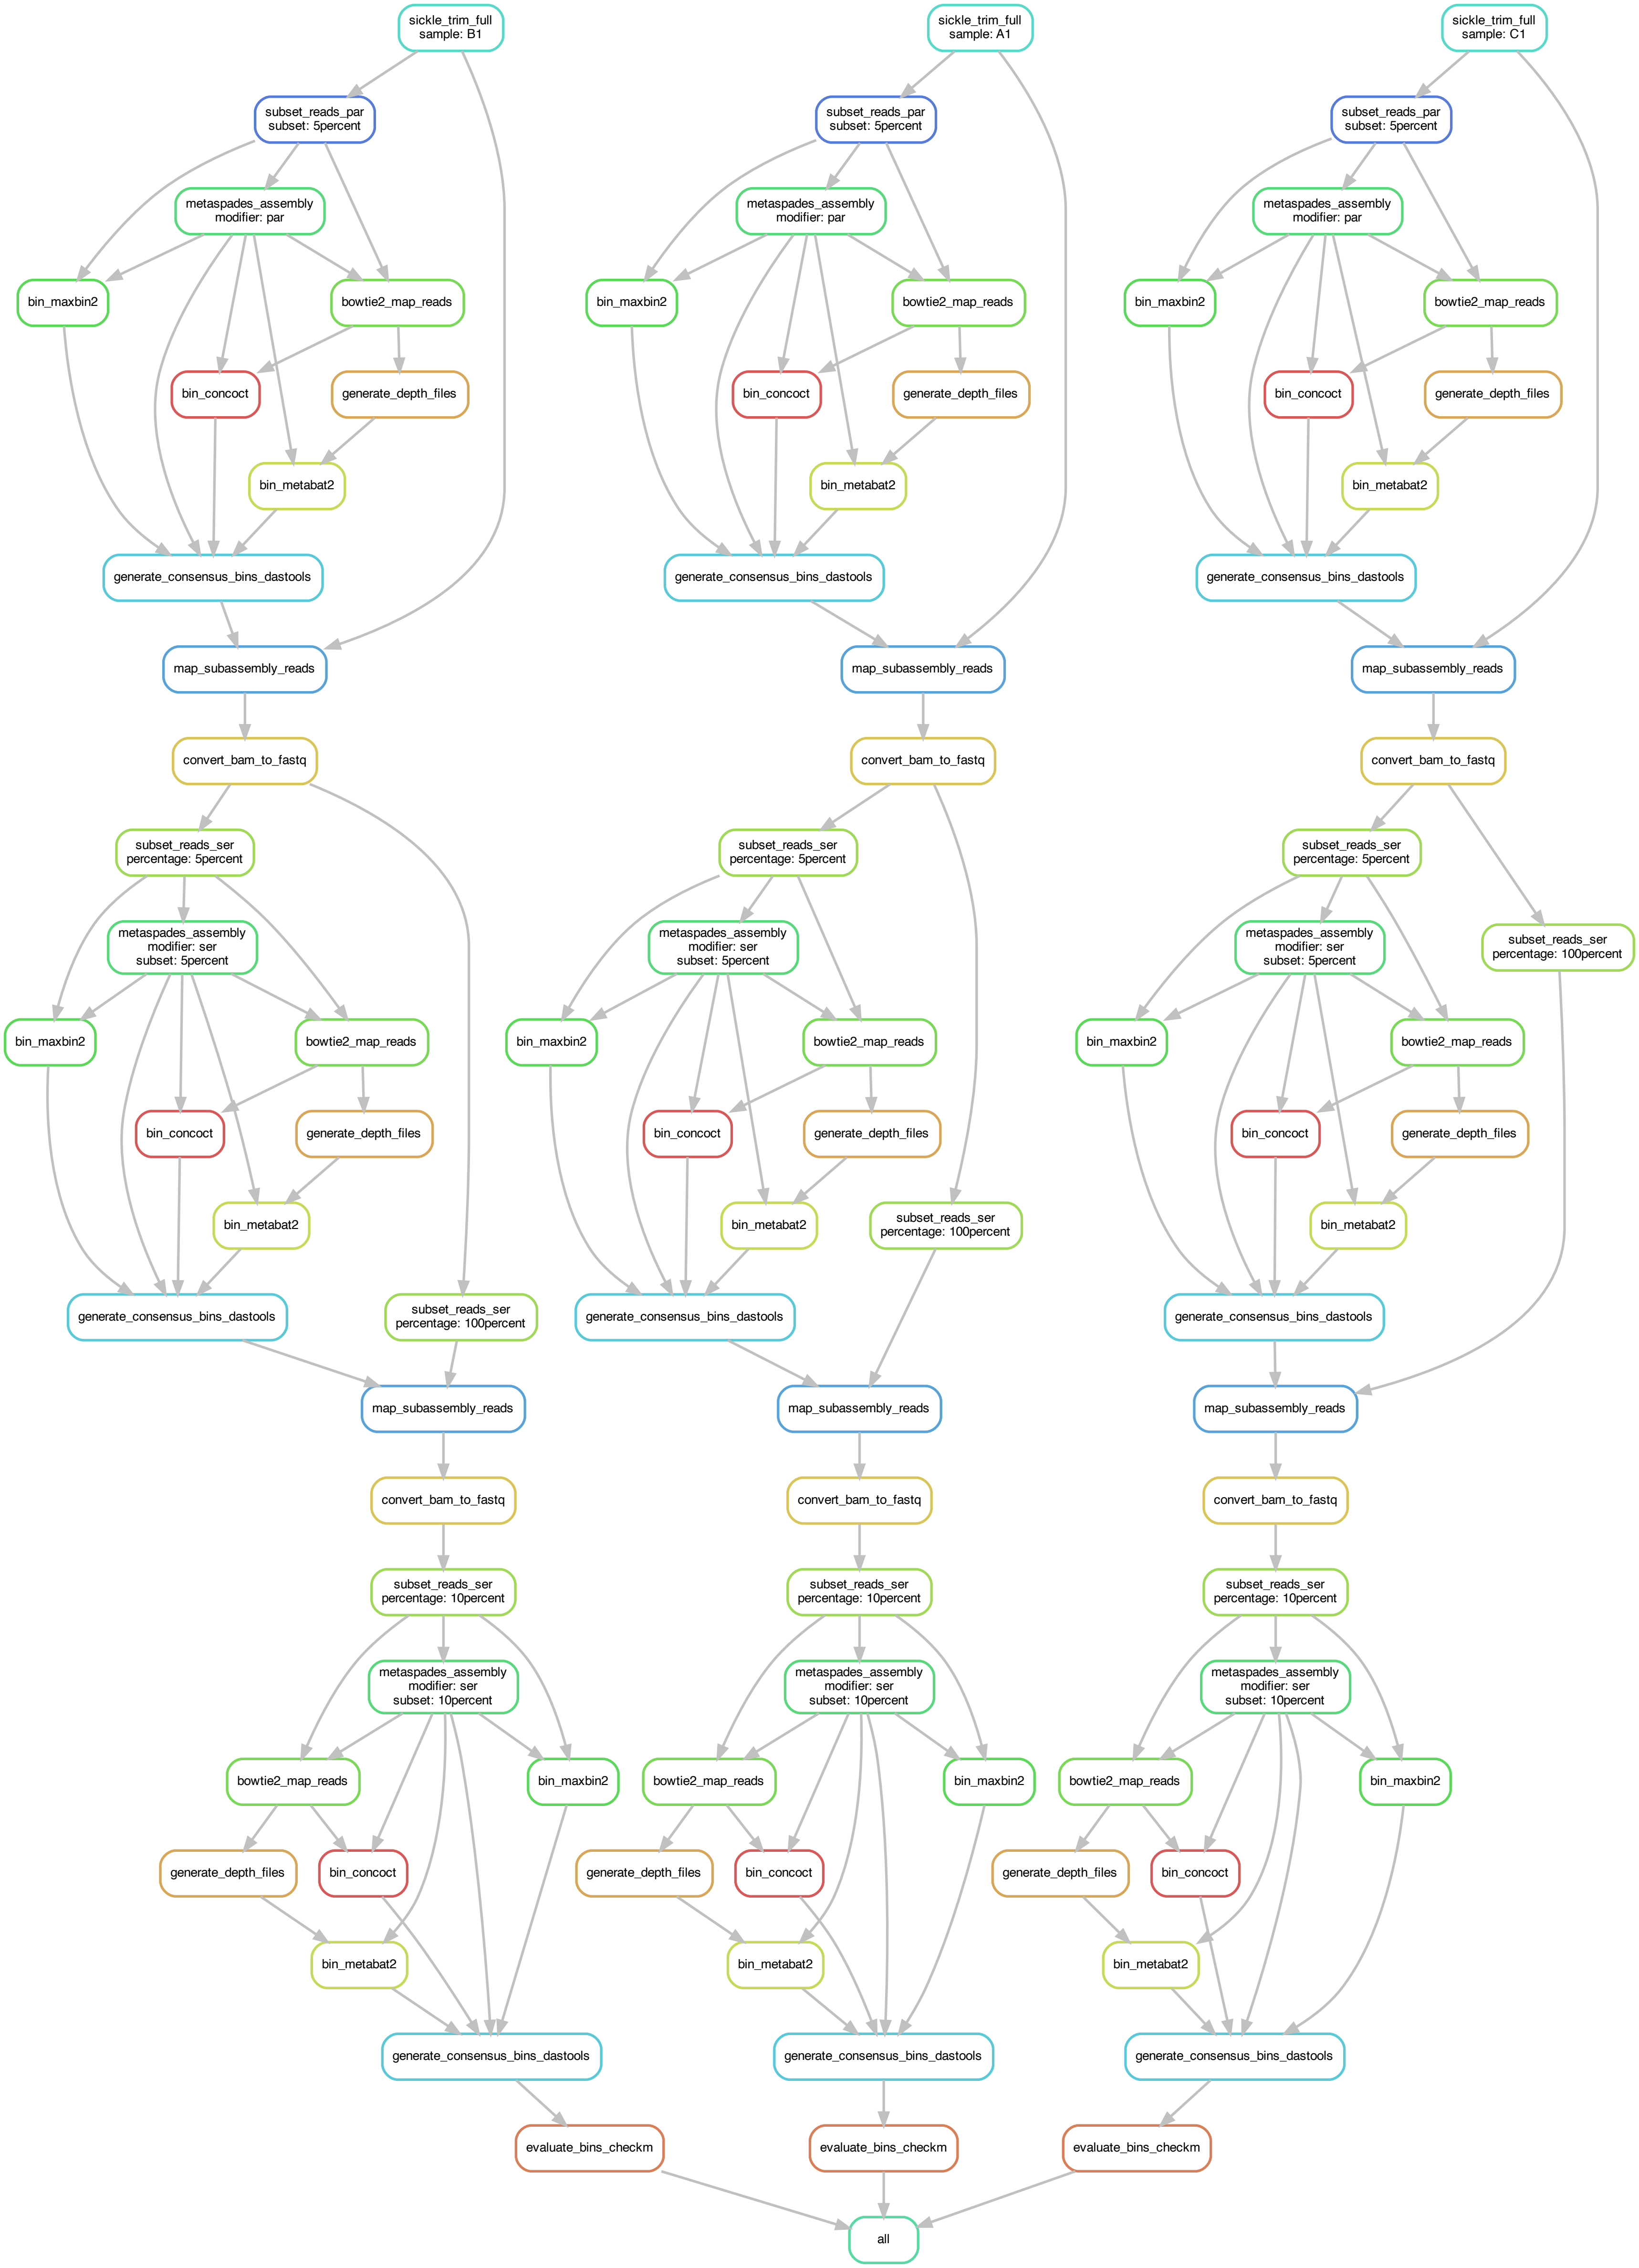 sickle_trim_full
sample: B1
sickle_trim_full
sample: A1
sickle_trim_full
sample: C1
subset_reads_par
subset: 5percent
subset_reads_par
subset: 5percent
subset_reads_par
subset: 5percent
metaspades_assembly
modifier: par
metaspades_assembly
modifier: par
metaspades_assembly
modifier: par
bin_maxbin2
bowtie2_map_reads
bin_maxbin2
bowtie2_map_reads
bin_maxbin2
bowtie2_map_reads
bin_concoct
generate_depth_files
bin_concoct
generate_depth_files
bin_concoct
generate_depth_files
bin_metabat2
bin_metabat2
bin_metabat2
generate_consensus_bins_dastools
generate_consensus_bins_dastools
generate_consensus_bins_dastools
map_subassembly_reads
map_subassembly_reads
map_subassembly_reads
convert_bam_to_fastq
convert_bam_to_fastq
convert_bam_to_fastq
subset_reads_ser
percentage: 5percent
subset_reads_ser
percentage: 5percent
subset_reads_ser
percentage: 5percent
metaspades_assembly
modifier: ser
subset: 5percent
metaspades_assembly
modifier: ser
subset: 5percent
metaspades_assembly
modifier: ser
subset: 5percent
subset_reads_ser
percentage: 100percent
bin_maxbin2
bowtie2_map_reads
bin_maxbin2
bowtie2_map_reads
bin_maxbin2
bowtie2_map_reads
bin_concoct
generate_depth_files
bin_concoct
generate_depth_files
bin_concoct
generate_depth_files
bin_metabat2
bin_metabat2
subset_reads_ser
percentage: 100percent
bin_metabat2
generate_consensus_bins_dastools
subset_reads_ser
percentage: 100percent
generate_consensus_bins_dastools
generate_consensus_bins_dastools
map_subassembly_reads
map_subassembly_reads
map_subassembly_reads
convert_bam_to_fastq
convert_bam_to_fastq
convert_bam_to_fastq
subset_reads_ser
percentage: 10percent
subset_reads_ser
percentage: 10percent
subset_reads_ser
percentage: 10percent
metaspades_assembly
modifier: ser
subset: 10percent
metaspades_assembly
modifier: ser
subset: 10percent
metaspades_assembly
modifier: ser
subset: 10percent
bowtie2_map_reads
bin_maxbin2
bowtie2_map_reads
bin_maxbin2
bowtie2_map_reads
bin_maxbin2
generate_depth_files
bin_concoct
generate_depth_files
bin_concoct
generate_depth_files
bin_concoct
bin_metabat2
bin_metabat2
bin_metabat2
generate_consensus_bins_dastools
generate_consensus_bins_dastools
generate_consensus_bins_dastools
evaluate_bins_checkm
evaluate_bins_checkm
evaluate_bins_checkm
all